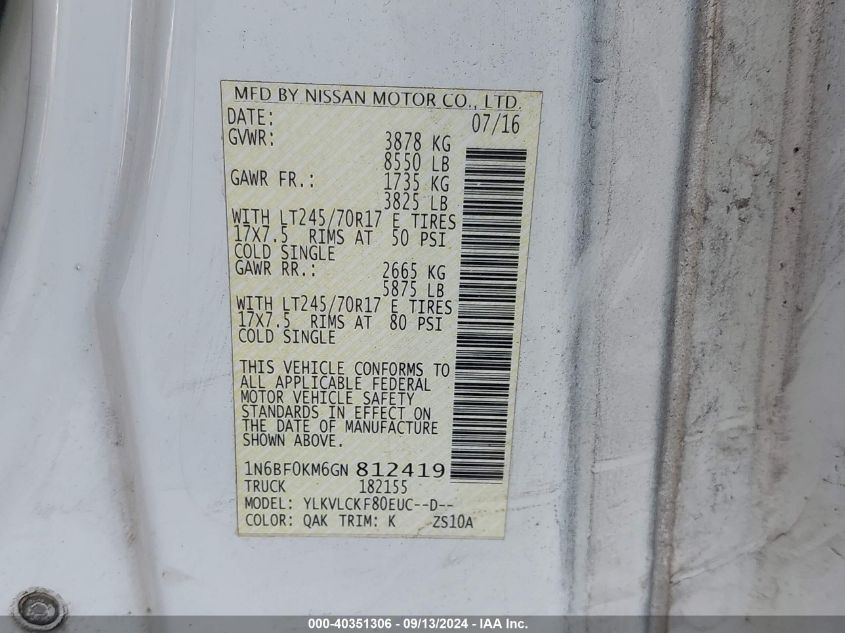 MFD BY NISSAN MOTOR CO., LTD.
DATE: 07/16
GVWR: 3878 KG
8550 LB
GAWR FR.: 1735 KG
3825 LB
WITH LT245/70R17 E TIRES
17X7.5 RIMS AT 50 PSI
COLD SINGLE
GAWR RR.: 2665 KG
5875 LB
WITH LT245/70R17 E TIRES
17X7.5 RIMS AT 80 PSI
COLD SINGLE
THIS VEHICLE CONFORMS TO
ALL APPLICABLE FEDERAL
MOTOR VEHICLE SAFETY
STANDARDS IN EFFECT ON
THE DATE OF MANUFACTURE
SHOWN ABOVE.
1N6BF0KM6GN 812419
TRUCK 182155
MODEL: YLKVLCKF80EUC--D--
COLOR: QAK TRIM: K ZS10A
000-40351306 - 09/13/2024 - IAA Inc.